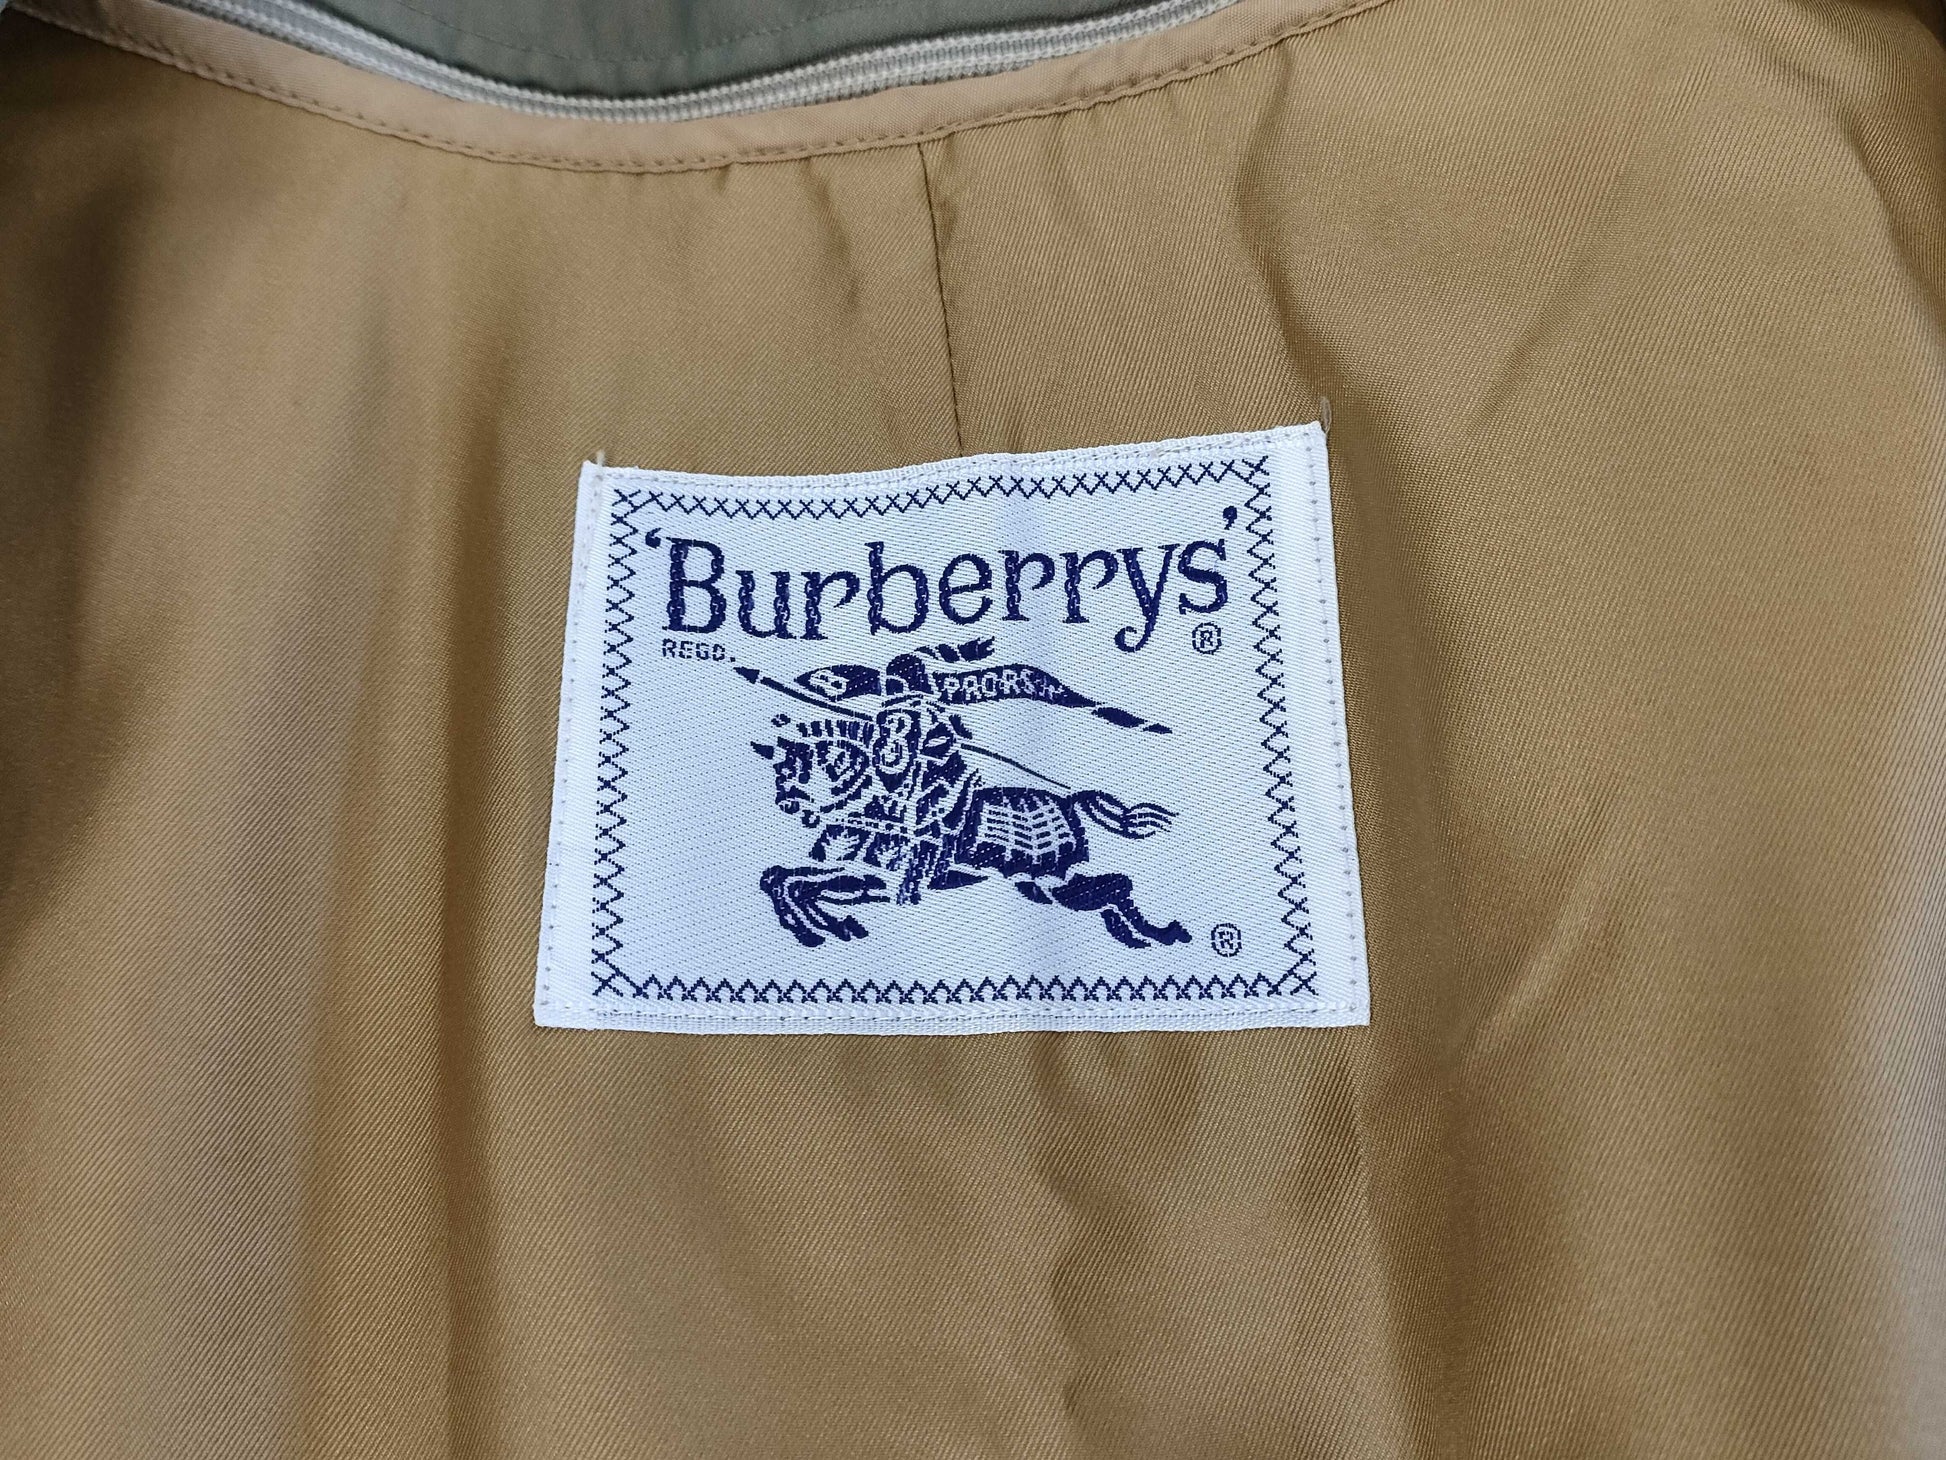 ‘Burberrys’
REGD. ®
B PRORSUM
B
®